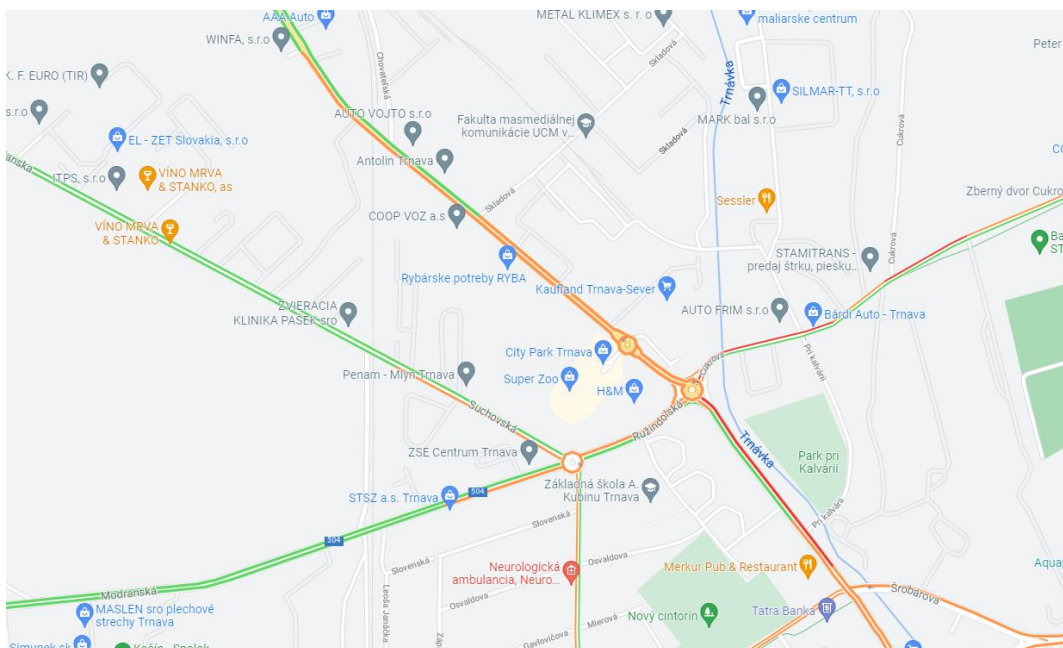 AAA Auto
METAL KLIMEX s. r. o
maliarske centrum
WINFA, s.r.o
Peter
Chovateľská
Skladová
Trnávka
K. F. EURO (TIR)
SILMAR-TT, s.r.o
s.r.o
AUTO VOJTO s.r.o
Fakulta masmediálnej
komunikácie UCM v...
MARK bal s.r.o
Cukrová
EL - ZET Slovakia, s.r.o
Skladová
Antolin Trnava
VÍNO MRVA
& STANKO, as
ITPS, s.r.o
Zberný dvor Cukro
Sessler
Skladová
COOP VOZ a.s
VÍNO MRVA
& STANKO
Cukrová
Ba
ST
STAMITRANS -
predaj štrku, piesku...
Rybárske potreby RYBA
Kaufland Trnava-Sever
ZVIERACIA
KLINIKA PASEK sro
AUTO FRIM s.r.o
Bárdi Auto - Trnava
City Park Trnava
Cukrova
Pri kalvárii
Penam - Mlyn Trnava
Super Zoo
H&M
Suchovská
Ružindolská
Trnávka
ZSE Centrum Trnava
Park pri
Kalvárii
STSZ a.s. Trnava
504
Základná škola A.
Kubinu Trnava
Slovenská
Pri kalvárii
504
Slovenská
Osvaldova
Neurologická
ambulancia, Neuro...
Merkur Pub & Restaurant
Aqua
Modranská
Leoša Janáčka
Osvaldova
Šrobárova
MASLEN sro plechové
strechy Trnava
Nový cintorín
Tatra Banka
Mierová
Gavlovičova
Simunek sk